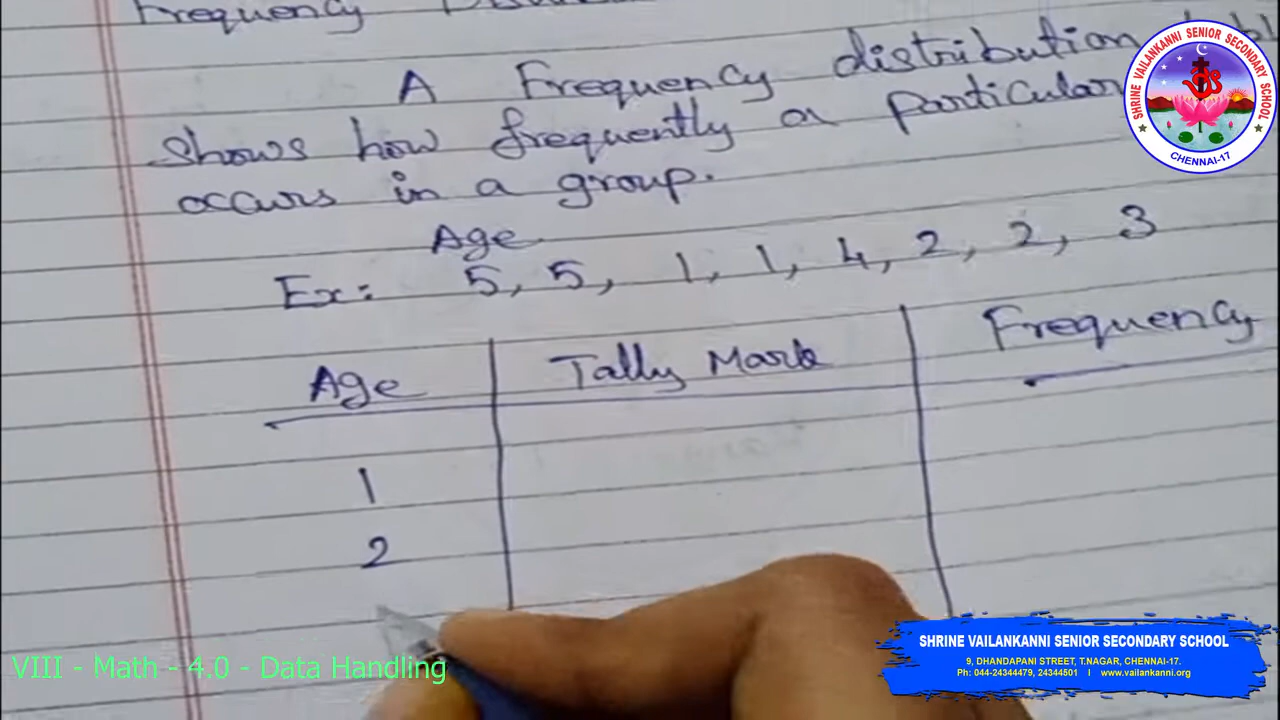 Frequency
A Frequency distribution
shows how frequently a particular
occurs in a group.
Age
Ex: 5, 5, 1, 1, 4, 2, 2, 3
Age Tally Mark Frequency
1
2
SHRINE VAILANKANNI SENIOR SECONDARY SCHOOL
CHENNAI-17
VIII - Math - 4.0 - Data Handling
SHRINE VAILANKANNI SENIOR SECONDARY SCHOOL
9, DHANDAPANI STREET, T.NAGAR, CHENNAI-17.
Ph: 044-24344479, 24344501 I www.vailankanni.org